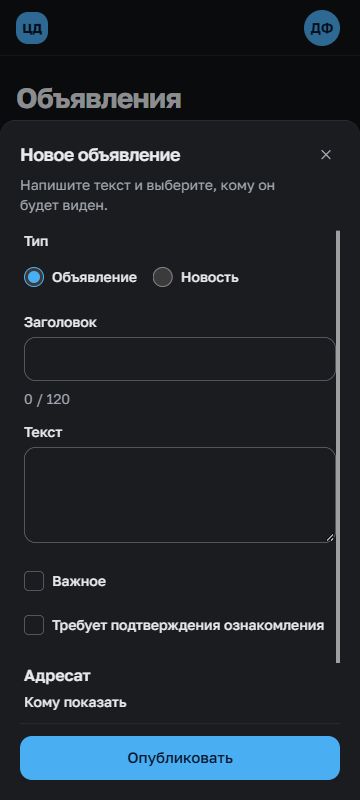 ЦД
ДФ
Объявления
Новое объявление
Напишите текст и выберите, кому он
будет виден.
Тип
Объявление
Новость
Заголовок
0 / 120
Текст
Важное
Требует подтверждения ознакомления
Адресат
Кому показать
Опубликовать